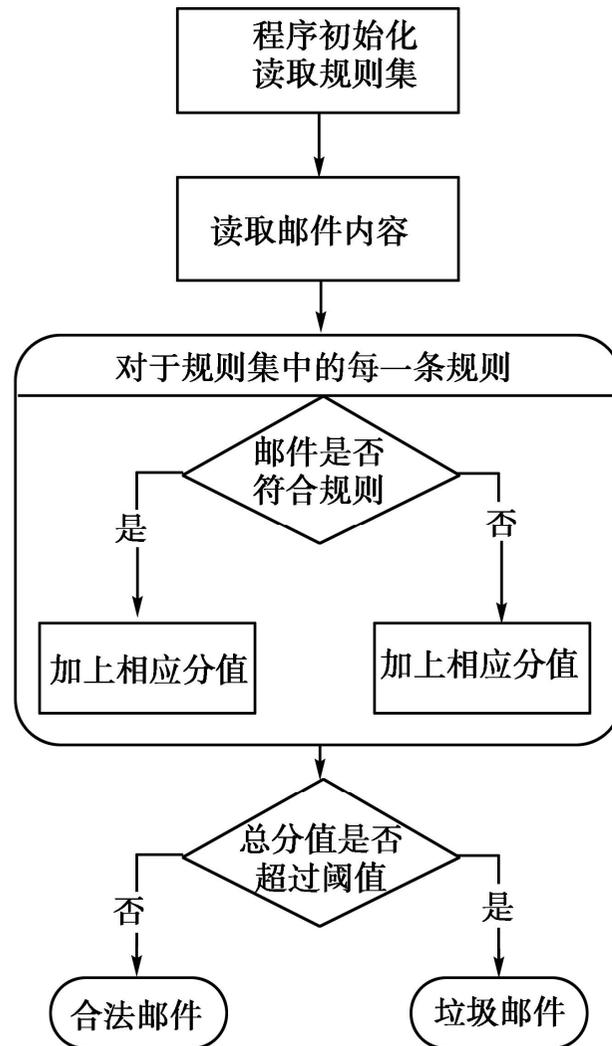 程序初始化
读取规则集
读取邮件内容
对于规则集中的每一条规则
邮件是否
符合规则
是
否
加上相应分值
加上相应分值
总分值是否
超过阈值
否
是
合法邮件
垃圾邮件